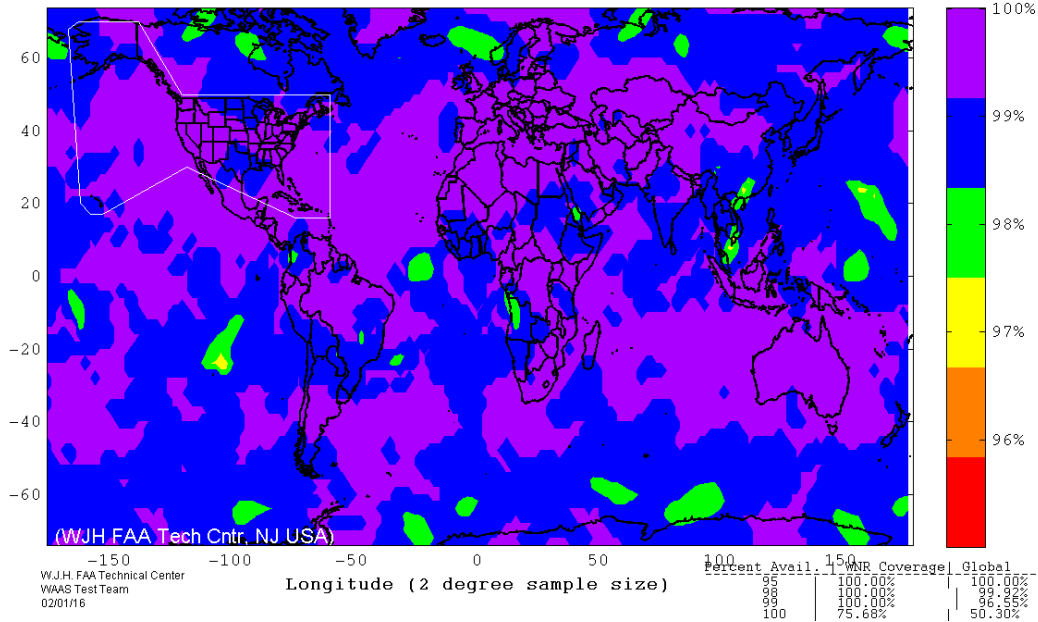 100%
60
99%
40
20
98%
0
97%
-20
-40
96%
-60
(WJH FAA Tech Cntr. NJ USA)
-150 -100 -50 0 50 100 150
W.J.H. FAA Technical Center
WAAS Test Team
02/01/16
Longitude (2 degree sample size)
Percent Avail. | WNR Coverage| Global
95 | 100.00% | 100.00%
98 | 100.00% | 99.92%
99 | 100.00% | 96.55%
100 | 75.68% | 50.30%